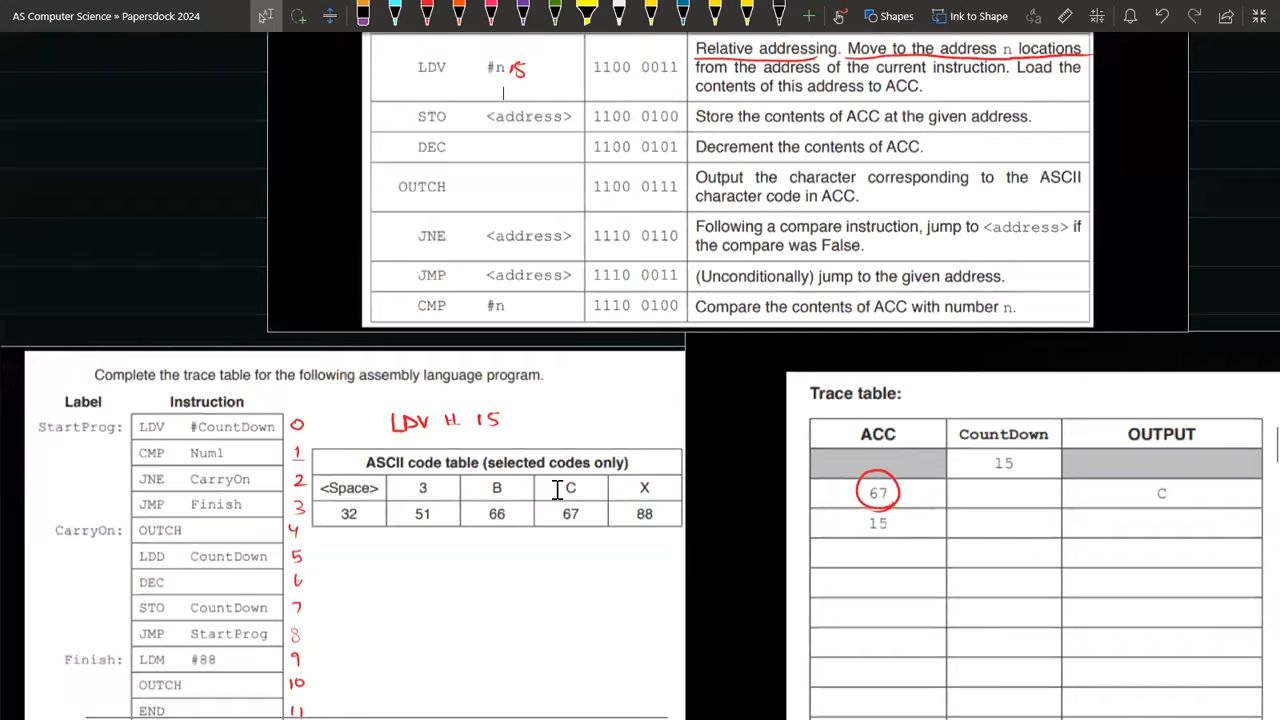 AS Computer Science » Papersdock 2024
Shapes
Ink to Shape
LDV #n 15 1100 0011 Relative addressing. Move to the address n locations
from the address of the current instruction. Load the
contents of this address to ACC.
STO <address> 1100 0100 Store the contents of ACC at the given address.
DEC 1100 0101 Decrement the contents of ACC.
OUTCH 1100 0111 Output the character corresponding to the ASCII
character code in ACC.
JNE <address> 1110 0110 Following a compare instruction, jump to <address> if
the compare was False.
JMP <address> 1110 0011 (Unconditionally) jump to the given address.
CMP #n 1110 0100 Compare the contents of ACC with number n.
Complete the trace table for the following assembly language program.
Label Instruction
StartProg: LDV #CountDown 0
CMP Num1 1
JNE CarryOn 2
JMP Finish 3
CarryOn: OUTCH 4
LDD CountDown 5
DEC 6
STO CountDown 7
JMP StartProg 8
Finish: LDM #88 9
OUTCH 10
END 11
LDV # 15
ASCII code table (selected codes only)
<Space> 3 B C X
32 51 66 67 88
Trace table:
ACC CountDown OUTPUT
15
67 C
15